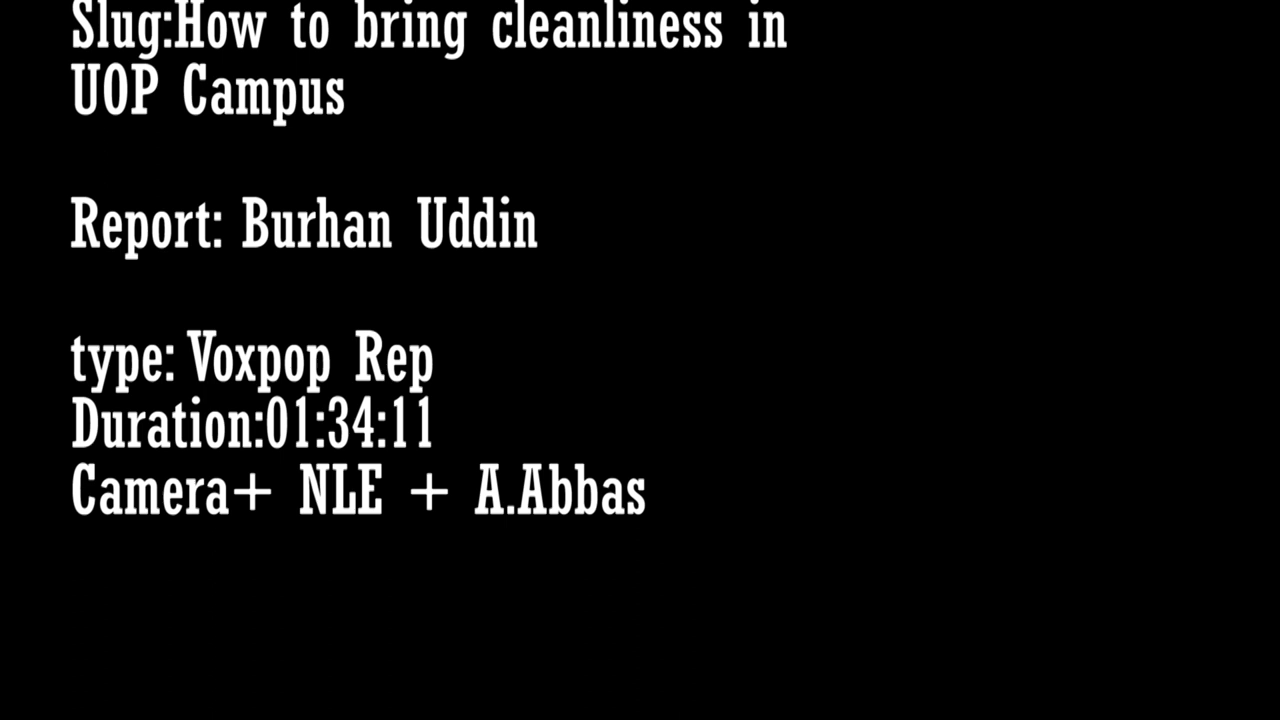 Slug:How to bring cleanliness in
UOP Campus
Report: Burhan Uddin
type: Voxpop Rep
Duration:01:34:11
Camera+ NLE + A.Abbas